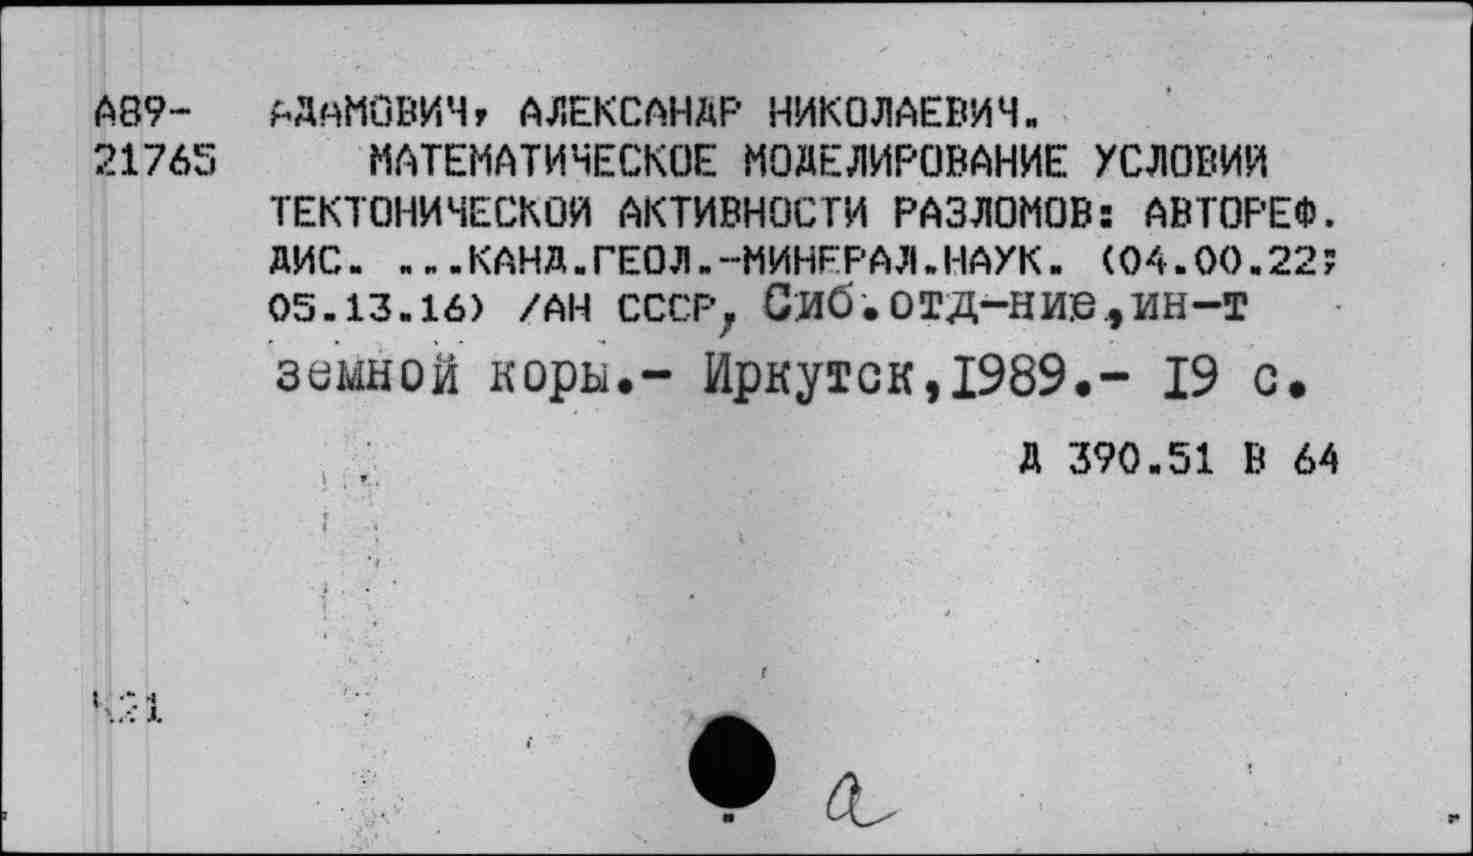 А89- АДАМОВИЧ, АЛЕКСАНДР НИКОЛАЕВИЧ.
21765 МАТЕМАТИЧЕСКОЕ МОДЕЛИРОВАНИЕ УСЛОВИЙ
ТЕКТОНИЧЕСКОЙ АКТИВНОСТИ РАЗЛОМОВ: АВТОРЕФ.
ДИС. ...КАНД.ГЕОЛ.-МИНЕРАЛ.НАУК. (04.00.22;
05.13.16) /АН СССР, Сиб.отд-ние,ин-т
земной коры.- Иркутск,1989.- 19 с.
Д 390.51 В 64
а